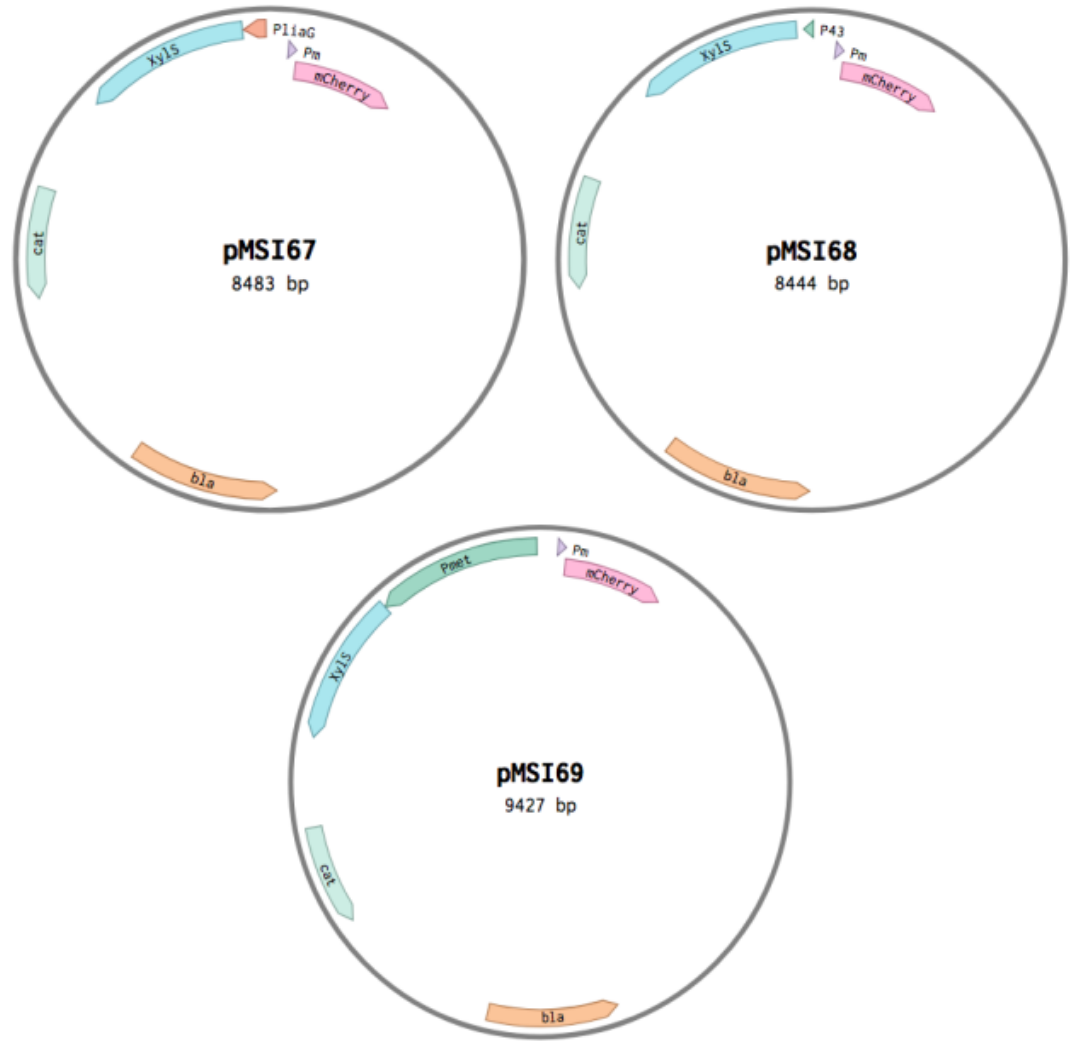 PliaG
XylS
Pm
mCherry
cat
pMSI67
8483 bp
bla
P43
XylS
Pm
mCherry
cat
pMSI68
8444 bp
bla
Pmet
Pm
mCherry
XylS
pMSI69
9427 bp
cat
bla